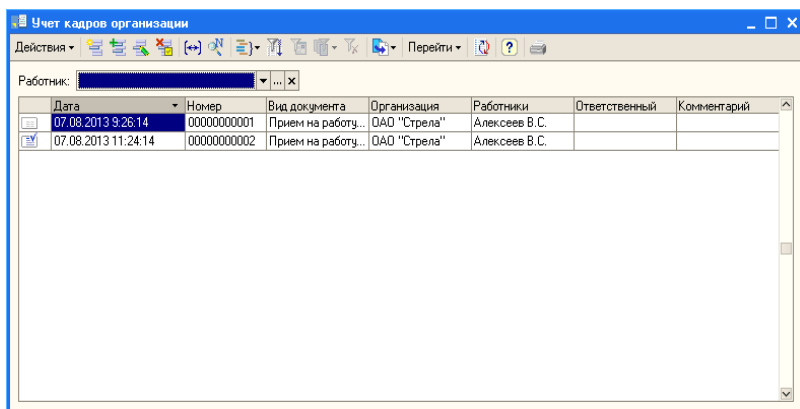 Учет кадров организации
Действия Перейти
Работник:
Дата Номер Вид документа Организация Работники Ответственный Комментарий
07.08.2013 9:26:14 00000000001 Прием на работу... ОАО "Стрела" Алексеев В.С.
07.08.2013 11:24:14 00000000002 Прием на работу... ОАО "Стрела" Алексеев В.С.